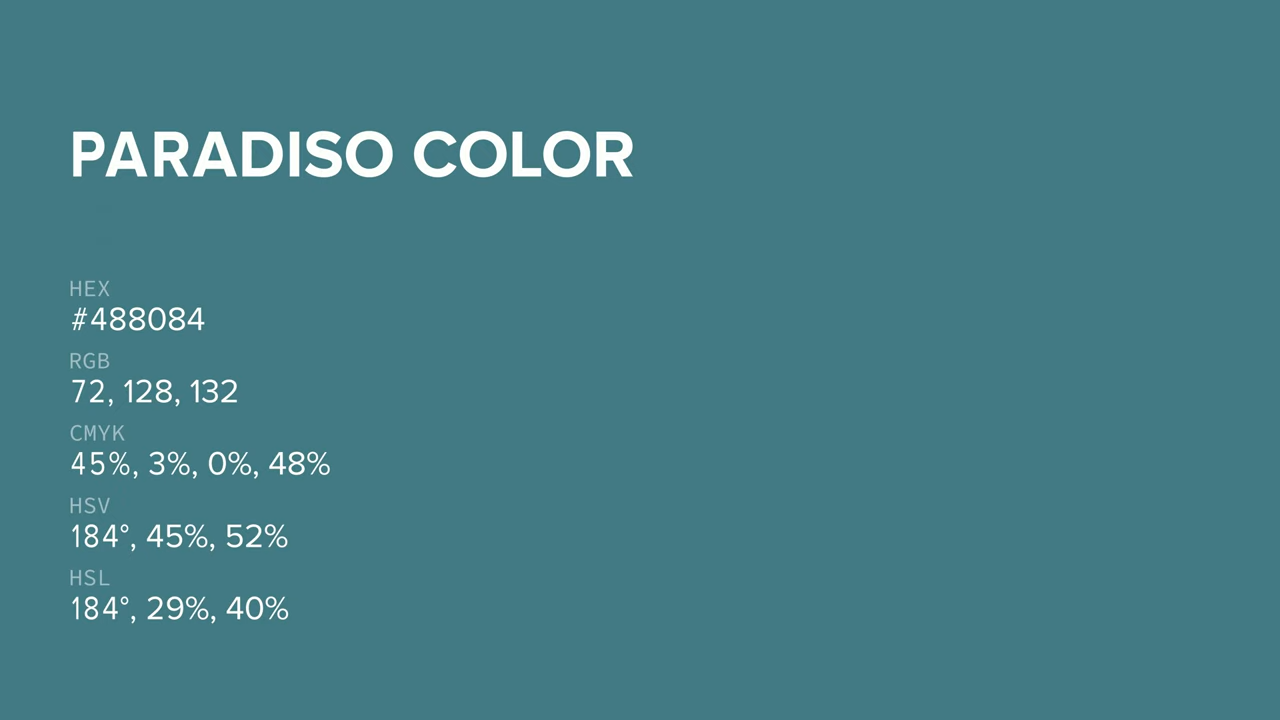 PARADISO COLOR
HEX
#488084
RGB
72, 128, 132
CMYK
45%, 3%, 0%, 48%
HSV
184°, 45%, 52%
HSL
184°, 29%, 40%